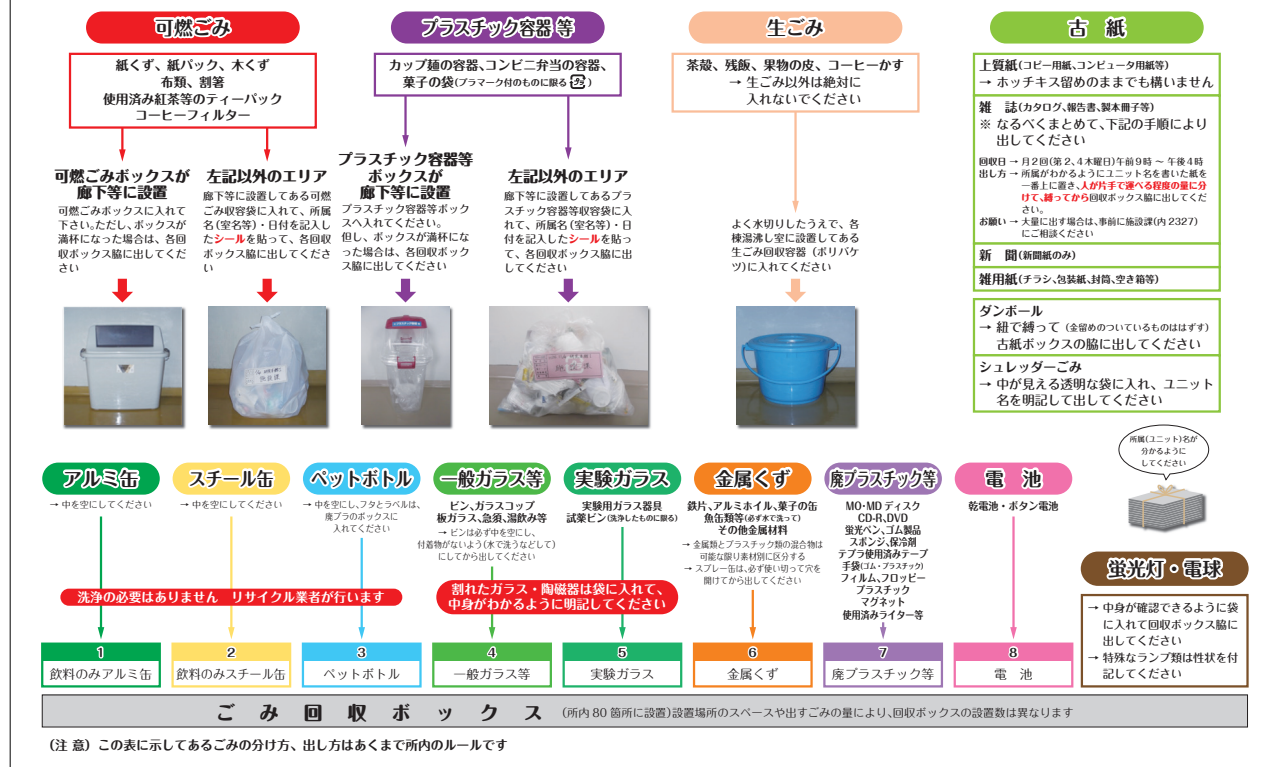 可燃ごみ
紙くず、紙パック、木くず
布類、割箸
使用済み紅茶等のティーパック
コーヒーフィルター
可燃ごみボックスが
廊下等に設置
可燃ごみボックスに入れて
下さい。ただし、ボックスが
満杯になった場合は、各回
収ボックス脇に出してくだ
さい
左記以外のエリア
廊下等に設置してある可燃
ごみ収容袋に入れて、所属
名(室名等)・日付を記入し
たシールを貼って、各回収
ボックス脇に出してくださ
い
プラスチック容器 等
カップ麺の容器、コンビニ弁当の容器、
菓子の袋(プラマーク付のものに限る プラ )
プラスチック容器等
ボックスが
廊下等に設置
プラスチック容器等ボック
スへ入れてください。
但し、ボックスが満杯にな
った場合は、各回収ボック
ス脇に出してください
左記以外のエリア
廊下等に設置してあるプラ
スチック容器等収容袋に入
れて、所属名(室名等)・日
付を記入したシールを貼っ
て、各回収ボックス脇に出
してください
生ごみ
茶殻、残飯、果物の皮、コーヒーかす
→ 生ごみ以外は絶対に
入れないでください
よく水切りしたうえで、各
棟湯沸し室に設置してある
生ごみ回収容器(ポリバケ
ツ)に入れてください
古 紙
上質紙(コピー用紙、コンピュータ用紙等)
→ ホッチキス留めのままでも構いません
雑 誌(カタログ、報告書、製本冊子等)
※ なるべくまとめて、下記の手順により
出してください
回収日 → 月2回(第2、4木曜日)午前9時 ～ 午後4時
出し方 → 所属がわかるようにユニット名を書いた紙を
一番上に置き、人が片手で運べる程度の量に分
けて、縛ってから回収ボックス脇に出してくだ
さい。
お願い → 大量に出す場合は、事前に施設課(内 2327)
にご相談ください
新 聞(新聞紙のみ)
雑用紙(チラシ、包装紙、封筒、空き箱等)
ダンボール
→ 紐で縛って (金留めのついているものははずす)
古紙ボックスの脇に出してください
シュレッダーごみ
→ 中が見える透明な袋に入れ、ユニット
名を明記して出してください
所属(ユニット)名が
分かるように
してください
アルミ缶
→ 中を空にしてください
スチール缶
→ 中を空にしてください
ペットボトル
→ 中を空にし、フタとラベルは、
廃プラのボックスに
入れてください
洗浄の必要はありません リサイクル業者が行います
一般ガラス等
ビン、ガラスコップ
板ガラス、急須、湯飲み等
→ ビンは必ず中を空にし、
付着物がないよう(水で洗うなどして)
にしてから出してください
実験ガラス
実験用ガラス器具
試薬ビン(洗浄したものに限る)
割れたガラス・陶磁器は袋に入れて、
中身がわかるように明記してください
金属くず
鉄片、アルミホイル、菓子の缶
魚缶類等(必ず水で洗って)
その他金属材料
→ 金属類とプラスチック類の混合物は
可能な限り素材別に区分する
→ スプレー缶は、必ず使い切って穴を
開けてから出してください
廃プラスチック等
MO・MD ディスク
CD-R、DVD
蛍光ペン、ゴム製品
スポンジ、保冷剤
テプラ使用済みテープ
手袋(ゴム・プラスチック)
フィルム、フロッピー
プラスチック
マグネット
使用済みライター等
電 池
乾電池・ボタン電池
蛍光灯・電球
→ 中身が確認できるように袋
に入れて回収ボックス脇に
出してください
→ 特殊なランプ類は性状を付
記してください
1
飲料のみアルミ缶
2
飲料のみスチール缶
3
ペットボトル
4
一般ガラス等
5
実験ガラス
6
金属くず
7
廃プラスチック等
8
電 池
ごみ回収ボックス (所内 80 箇所に設置)設置場所のスペースや出すごみの量により、回収ボックスの設置数は異なります
(注 意) この表に示してあるごみの分け方、出し方はあくまで所内のルールです